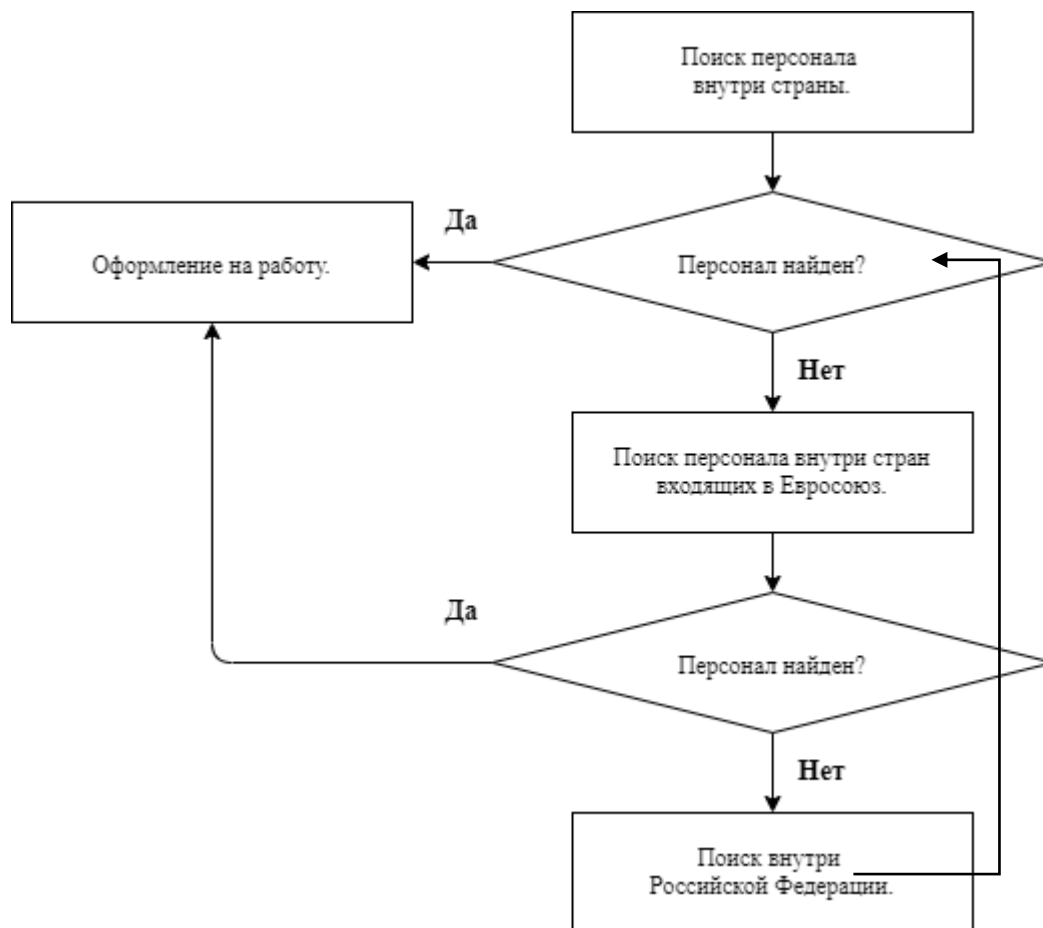 Поиск персонала
внутри страны.
Да
Оформление на работу.
Персонал найден?
Нет
Поиск персонала внутри стран
входящих в Евросоюз.
Да
Персонал найден?
Нет
Поиск внутри
Российской Федерации.